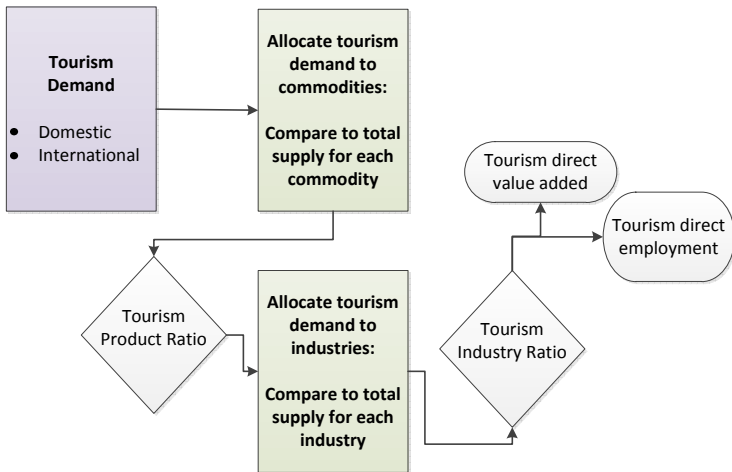 Tourism
Demand
● Domestic
● International
Allocate tourism
demand to
commodities:
Compare to total
supply for each
commodity
Tourism
Product Ratio
Allocate tourism
demand to
industries:
Compare to total
supply for each
industry
Tourism
Industry Ratio
Tourism direct
value added
Tourism direct
employment